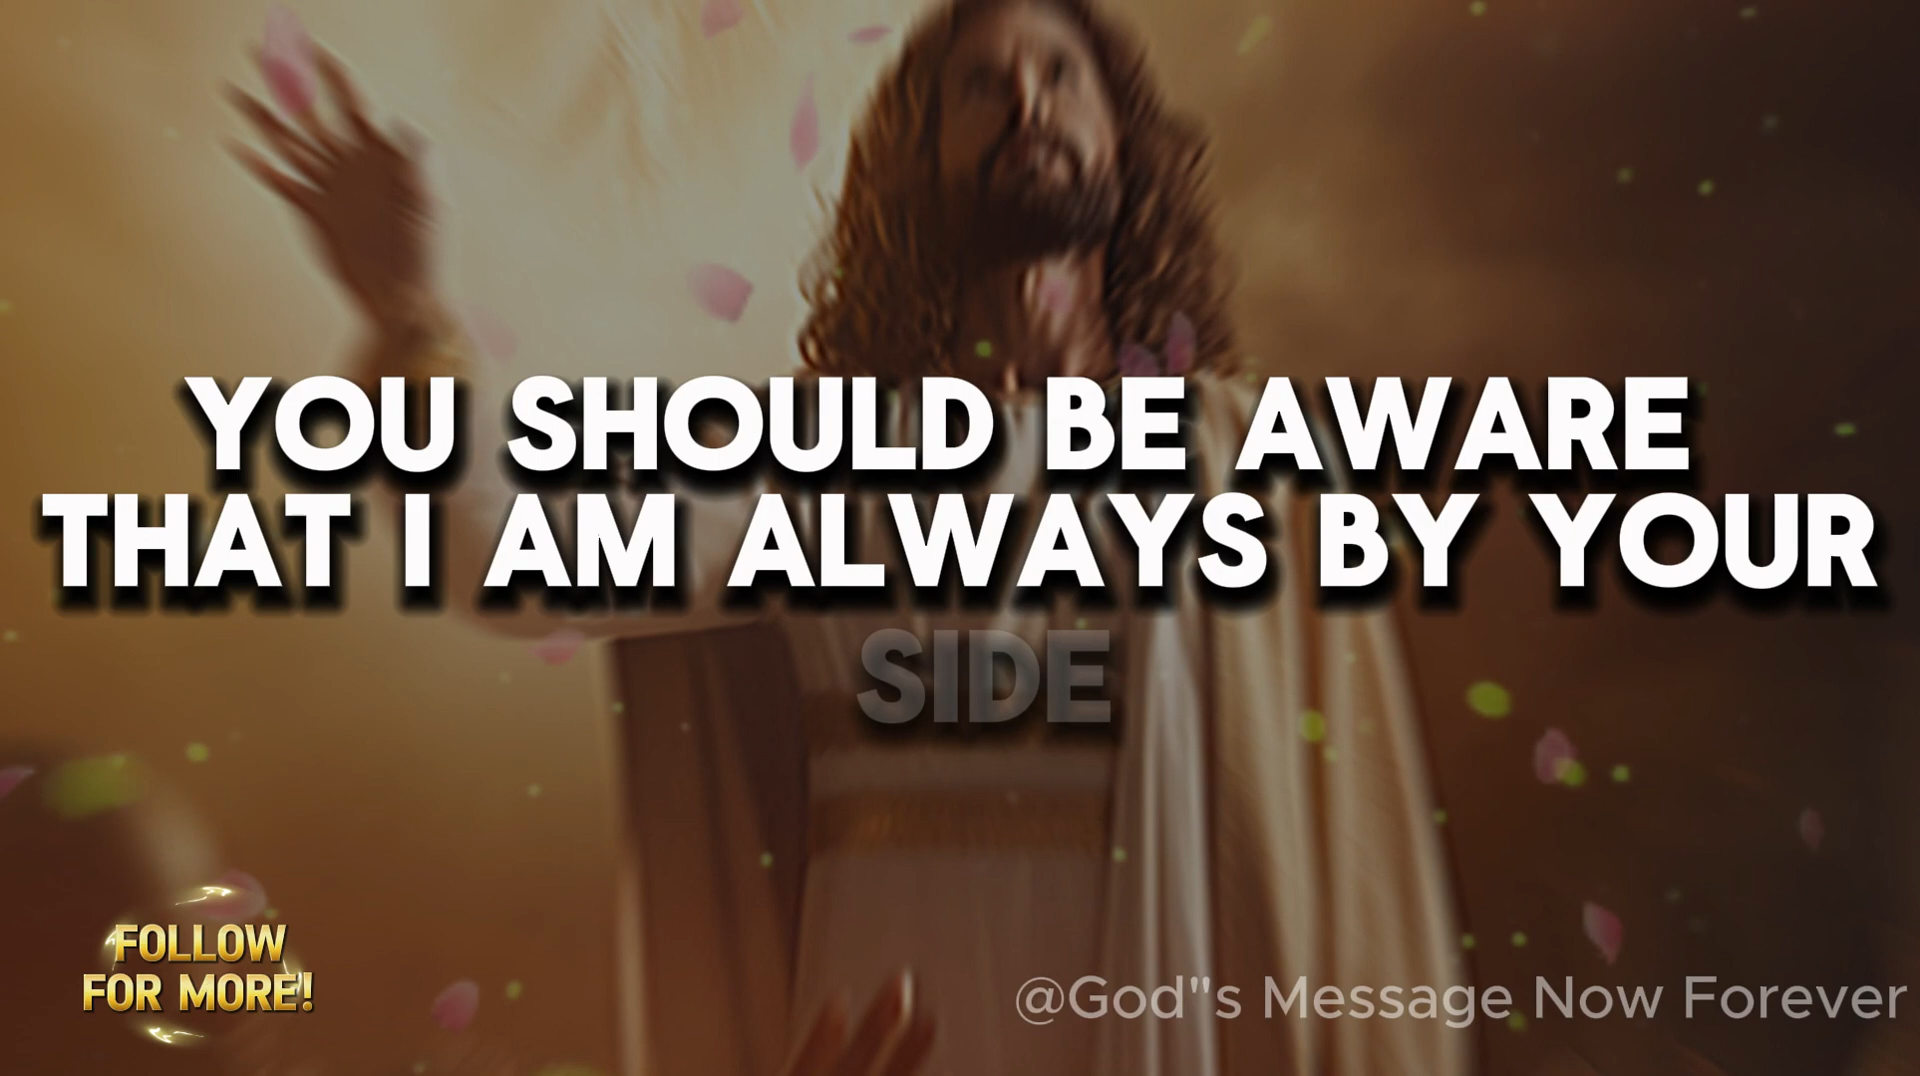 YOU SHOULD BE AWARE
THAT I AM ALWAYS BY YOUR
SIDE
FOLLOW
FOR MORE!
@God"s Message Now Forever